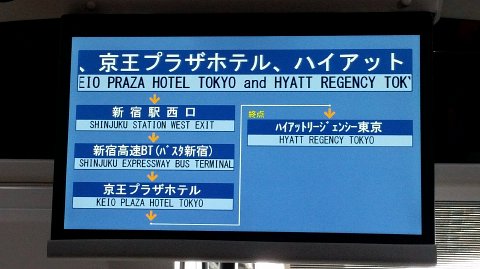 、京王プラザホテル、ハイアット
EIO PRAZA HOTEL TOKYO and HYATT REGENCY TOK
新宿駅西口
SHINJUKU STATION WEST EXIT
新宿高速BT(バスタ新宿)
SHINJUKU EXPRESSWAY BUS TERMINAL
京王プラザホテル
KEIO PLAZA HOTEL TOKYO
終点
ハイアットリージェンシー東京
HYATT REGENCY TOKYO